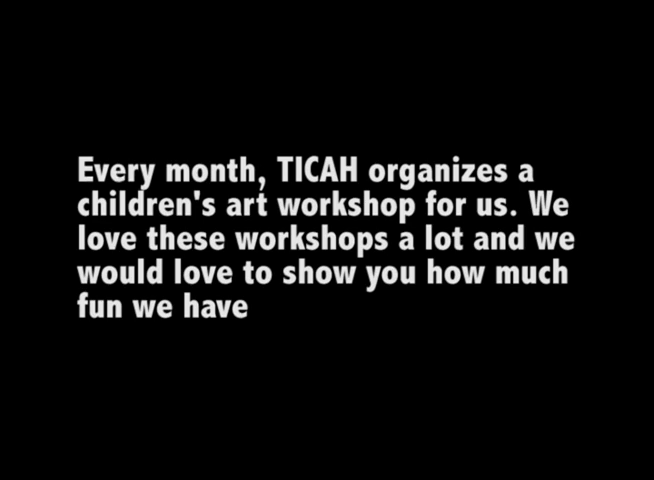 Every month, TICAH organizes a
children's art workshop for us. We
love these workshops a lot and we
would love to show you how much
fun we have